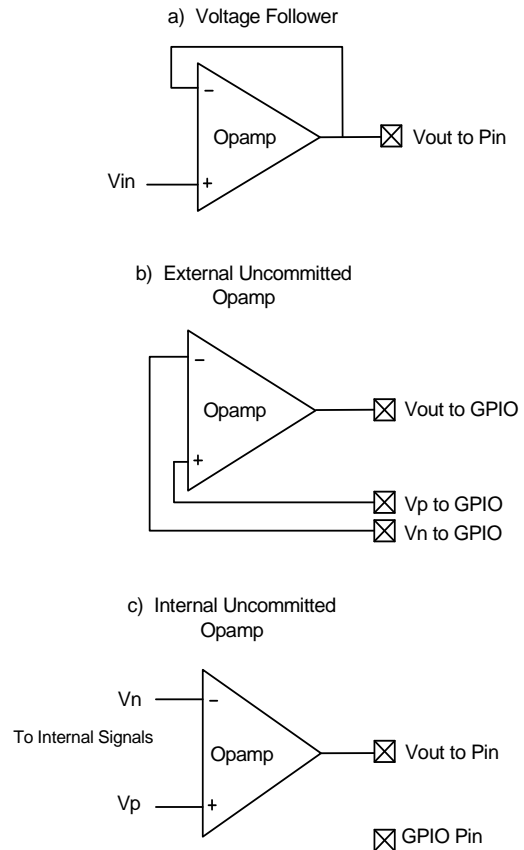 a) Voltage Follower
−
Opamp
Vout to Pin
Vin
+
b) External Uncommitted
Opamp
−
Opamp
Vout to GPIO
+
Vp to GPIO
Vn to GPIO
c) Internal Uncommitted
Opamp
Vn
−
To Internal Signals
Opamp
Vout to Pin
Vp
+
GPIO Pin